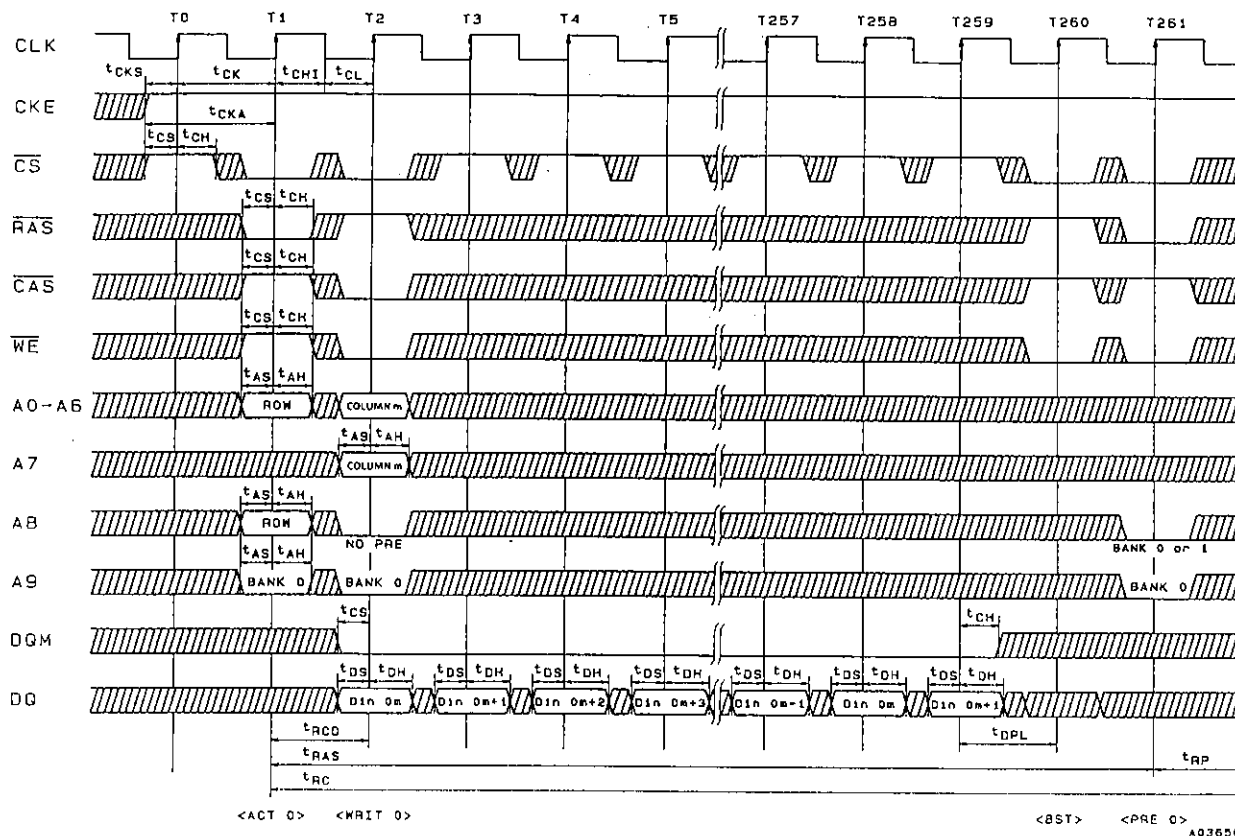 T0 T1 T2 T3 T4 T5 T257 T258 T259 T260 T261
CLK
tCKS tCK tCHI tCL
CKE
tCKA
tCS tCH
CS
tCS tCH
RAS
tCS tCH
CAS
tCS tCH
WE
tAS tAH
A0→A6 ROW COLUMN m
tAS tAH
A7 COLUMN m
tAS tAH
A8 ROW
NO PRE BANK 0 or 1
tAS tAH
A9 BANK 0 BANK 0 BANK 0
tCS tCH
DQM
tDS tDH tDS tDH tDS tDH tDS tDH tDS tDH tDS tDH tDS tDH
DQ Din 0m Din 0m+1 Din 0m+2 Din 0m+3 Din 0m-1 Din 0m Din 0m+1
tRCD tDPL
tRAS tRP
tRC
<ACT 0> <WRIT 0> <BST> <PRE 0>